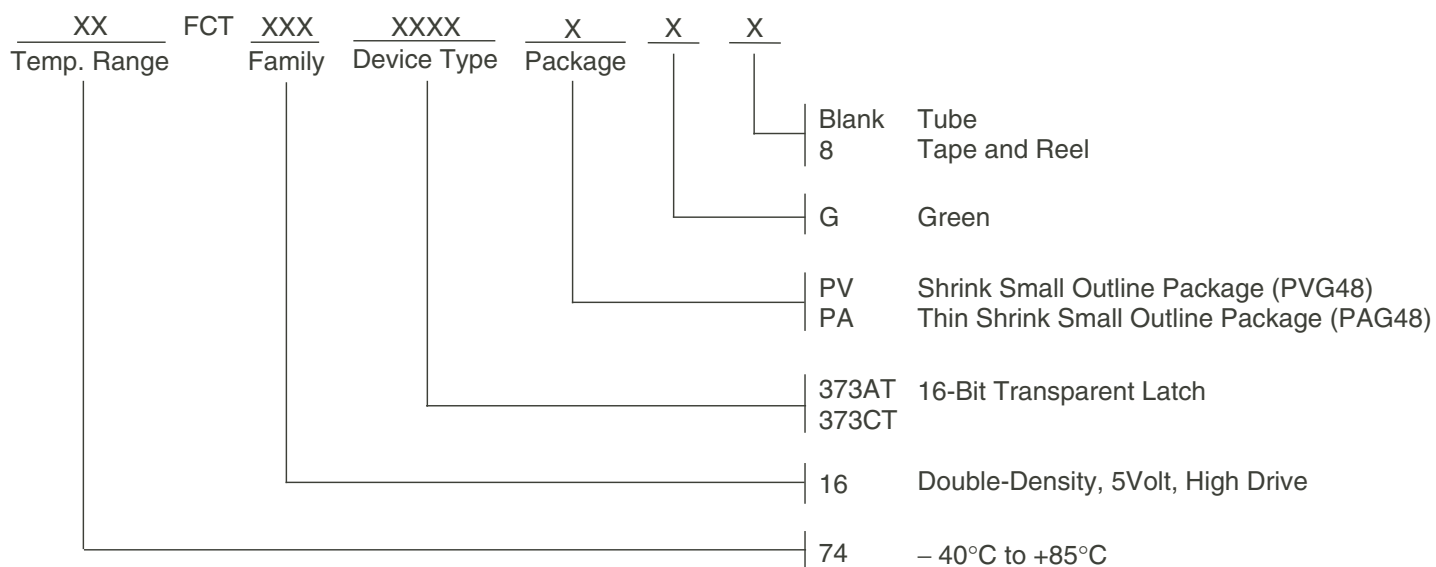 XX FCT XXX XXXX X X X
Temp. Range Family Device Type Package
Blank Tube
8 Tape and Reel
G Green
PV Shrink Small Outline Package (PVG48)
PA Thin Shrink Small Outline Package (PAG48)
373AT 16-Bit Transparent Latch
373CT
16 Double-Density, 5Volt, High Drive
74 – 40°C to +85°C